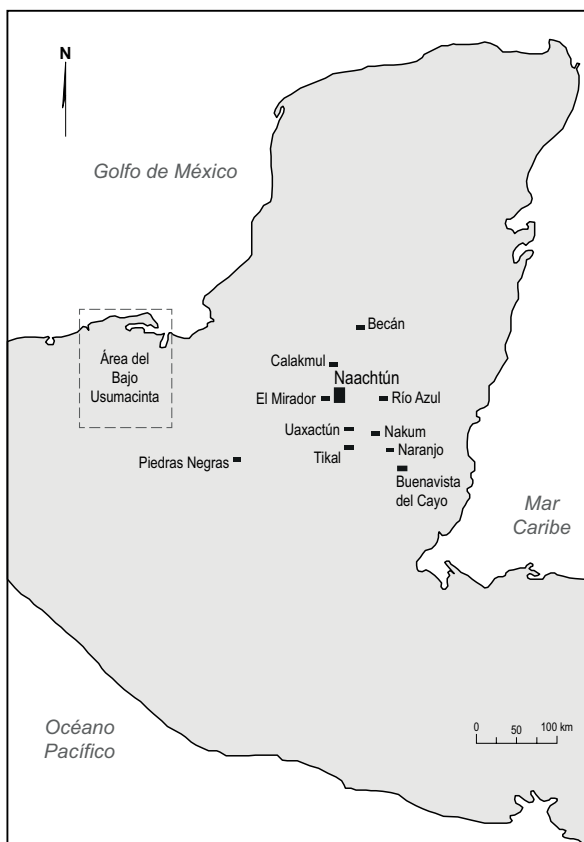 N
Golfo de México
Becán
Área del
Bajo
Usumacinta
Calakmul
Naachtún
El Mirador
Río Azul
Uaxactún
Nakum
Naranjo
Tikal
Piedras Negras
Buenavista
del Cayo
Mar
Caribe
Océano
Pacífico
0 50 100 km